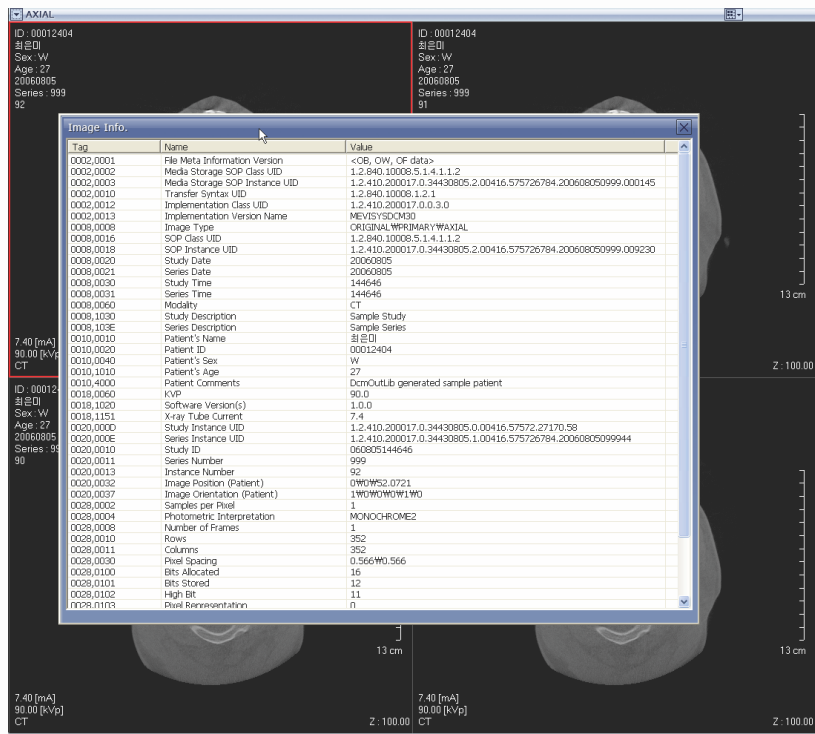 AXIAL
ID : 00012404
최은미
Sex : W
Age : 27
20060805
Series : 999
92
ID : 00012404
최은미
Sex : W
Age : 27
20060805
Series : 999
91
Image Info.
Tag Name Value
0002,0001 File Meta Information Version <OB, OW, OF data>
0002,0002 Media Storage SOP Class UID 1.2.840.10008.5.1.4.1.1.2
0002,0003 Media Storage SOP Instance UID 1.2.410.200017.0.34430805.2.00416.575726784.200608050999.000145
0002,0010 Transfer Syntax UID 1.2.840.10008.1.2.1
0002,0012 Implementation Class UID 1.2.410.200017.0.0.3.0
0002,0013 Implementation Version Name MEVISYSDCM30
0008,0008 Image Type ORIGINAL₩PRIMARY₩AXIAL
0008,0016 SOP Class UID 1.2.840.10008.5.1.4.1.1.2
0008,0018 SOP Instance UID 1.2.410.200017.0.34430805.2.00416.575726784.200608050999.009230
0008,0020 Study Date 20060805
0008,0021 Series Date 20060805
0008,0030 Study Time 144646
0008,0031 Series Time 144646
0008,0060 Modality CT
0008,1030 Study Description Sample Study
0008,103E Series Description Sample Series
0010,0010 Patient's Name 최은미
0010,0020 Patient ID 00012404
0010,0040 Patient's Sex W
0010,1010 Patient's Age 27
0010,4000 Patient Comments DcmOutLib generated sample patient
0018,0060 KVP 90.0
0018,1020 Software Version(s) 1.0.0
0018,1151 X-ray Tube Current 7.4
0020,000D Study Instance UID 1.2.410.200017.0.34430805.0.00416.57572.27170.58
0020,000E Series Instance UID 1.2.410.200017.0.34430805.1.00416.575726784.20060805099944
0020,0010 Study ID 060805144646
0020,0011 Series Number 999
0020,0013 Instance Number 92
0020,0032 Image Position (Patient) 0₩0₩52.0721
0020,0037 Image Orientation (Patient) 1₩0₩0₩0₩1₩0
0028,0002 Samples per Pixel 1
0028,0004 Photometric Interpretation MONOCHROME2
0028,0008 Number of Frames 1
0028,0010 Rows 352
0028,0011 Columns 352
0028,0030 Pixel Spacing 0.566₩0.566
0028,0100 Bits Allocated 16
0028,0101 Bits Stored 12
0028,0102 High Bit 11
0028,0103 Pixel Representation 0
13 cm
7.40 [mA]
90.00 [kVp
CT
Z : 100.00
ID : 00012
최은미
Sex : W
Age : 27
20060805
Series : 99
90
13 cm
13 cm
7.40 [mA]
90.00 [kVp]
CT
Z : 100.00
7.40 [mA]
90.00 [kVp]
CT
Z : 100.00